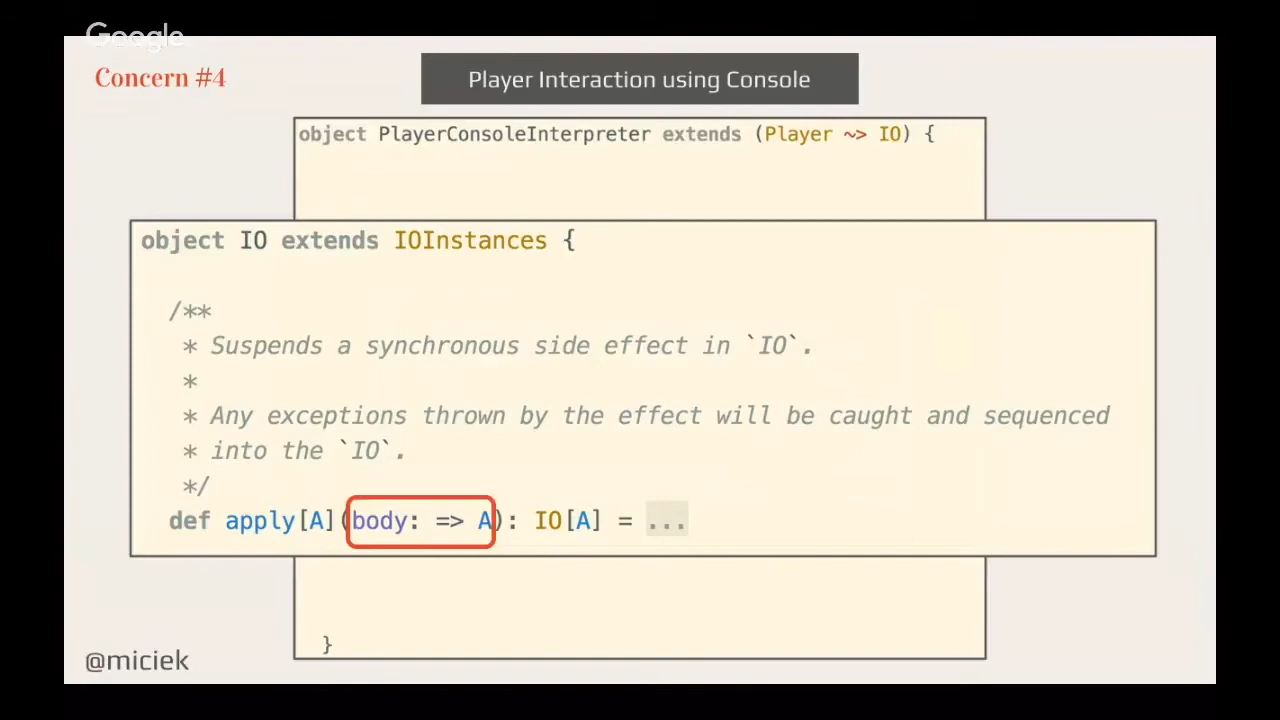 Google
Concern #4
Player Interaction using Console
object PlayerConsoleInterpreter extends (Player ~> IO) {
object IO extends IOInstances {
/**
* Suspends a synchronous side effect in `IO`.
*
* Any exceptions thrown by the effect will be caught and sequenced
* into the `IO`.
*/
def apply[A](body: => A): IO[A] = ...
}
@miciek